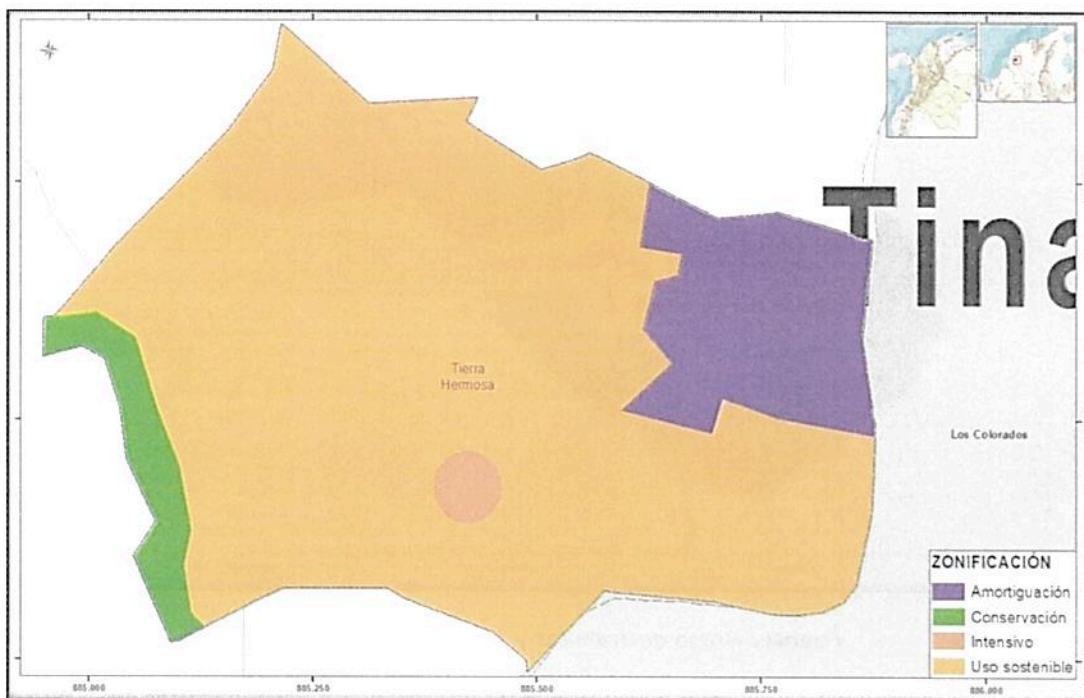 Tina
Tierra
Hermosa
Los Colorados
ZONIFICACIÓN
Amortiguación
Conservación
Intensivo
Uso sostenible
885.000
885.250
885.500
885.750
886.000